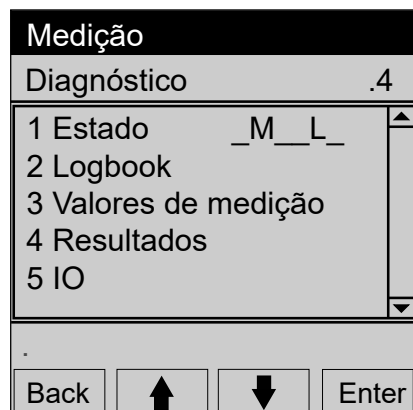 Medição
Diagnóstico .4
1 Estado _M__L_
2 Logbook
3 Valores de medição
4 Resultados
5 IO
.
Back Enter